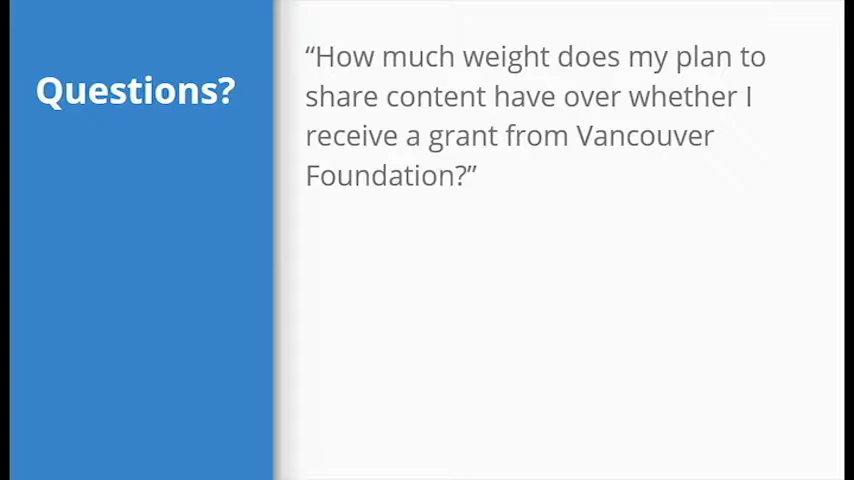 Questions?
“How much weight does my plan to
share content have over whether I
receive a grant from Vancouver
Foundation?”